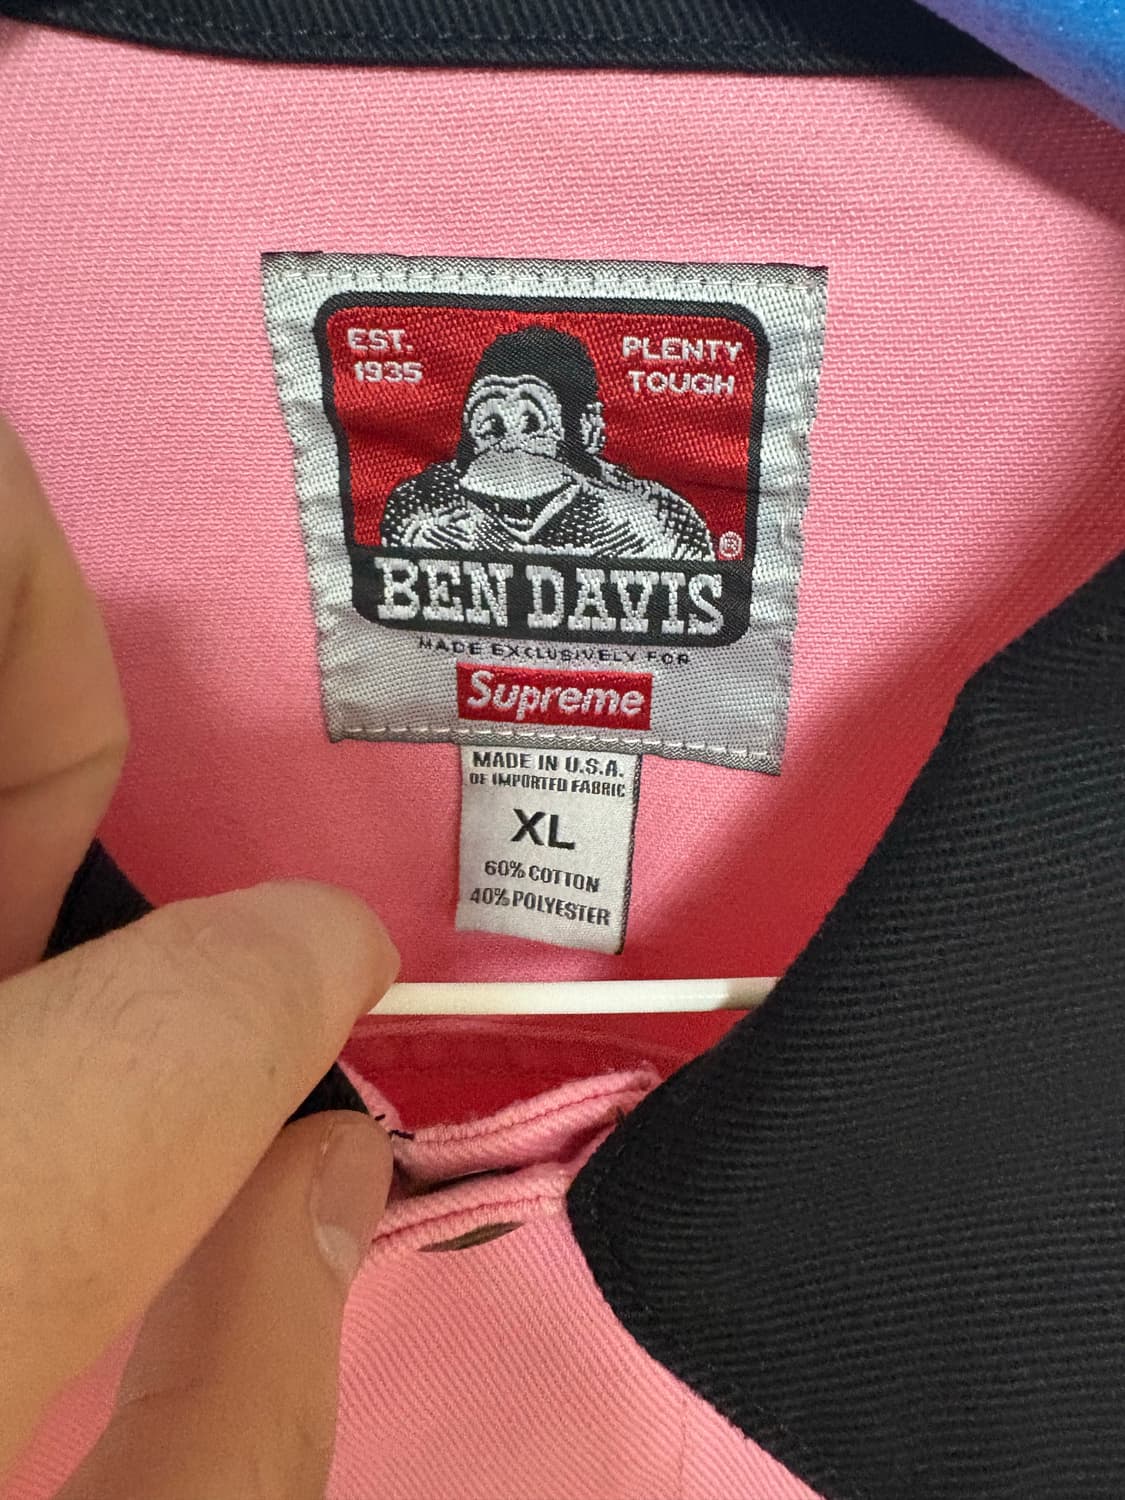 EST.
1935
PLENTY
TOUGH
®
BEN DAVIS
MADE EXCLUSIVELY FOR
Supreme
MADE IN U.S.A.
OF IMPORTED FABRIC
XL
60% COTTON
40% POLYESTER